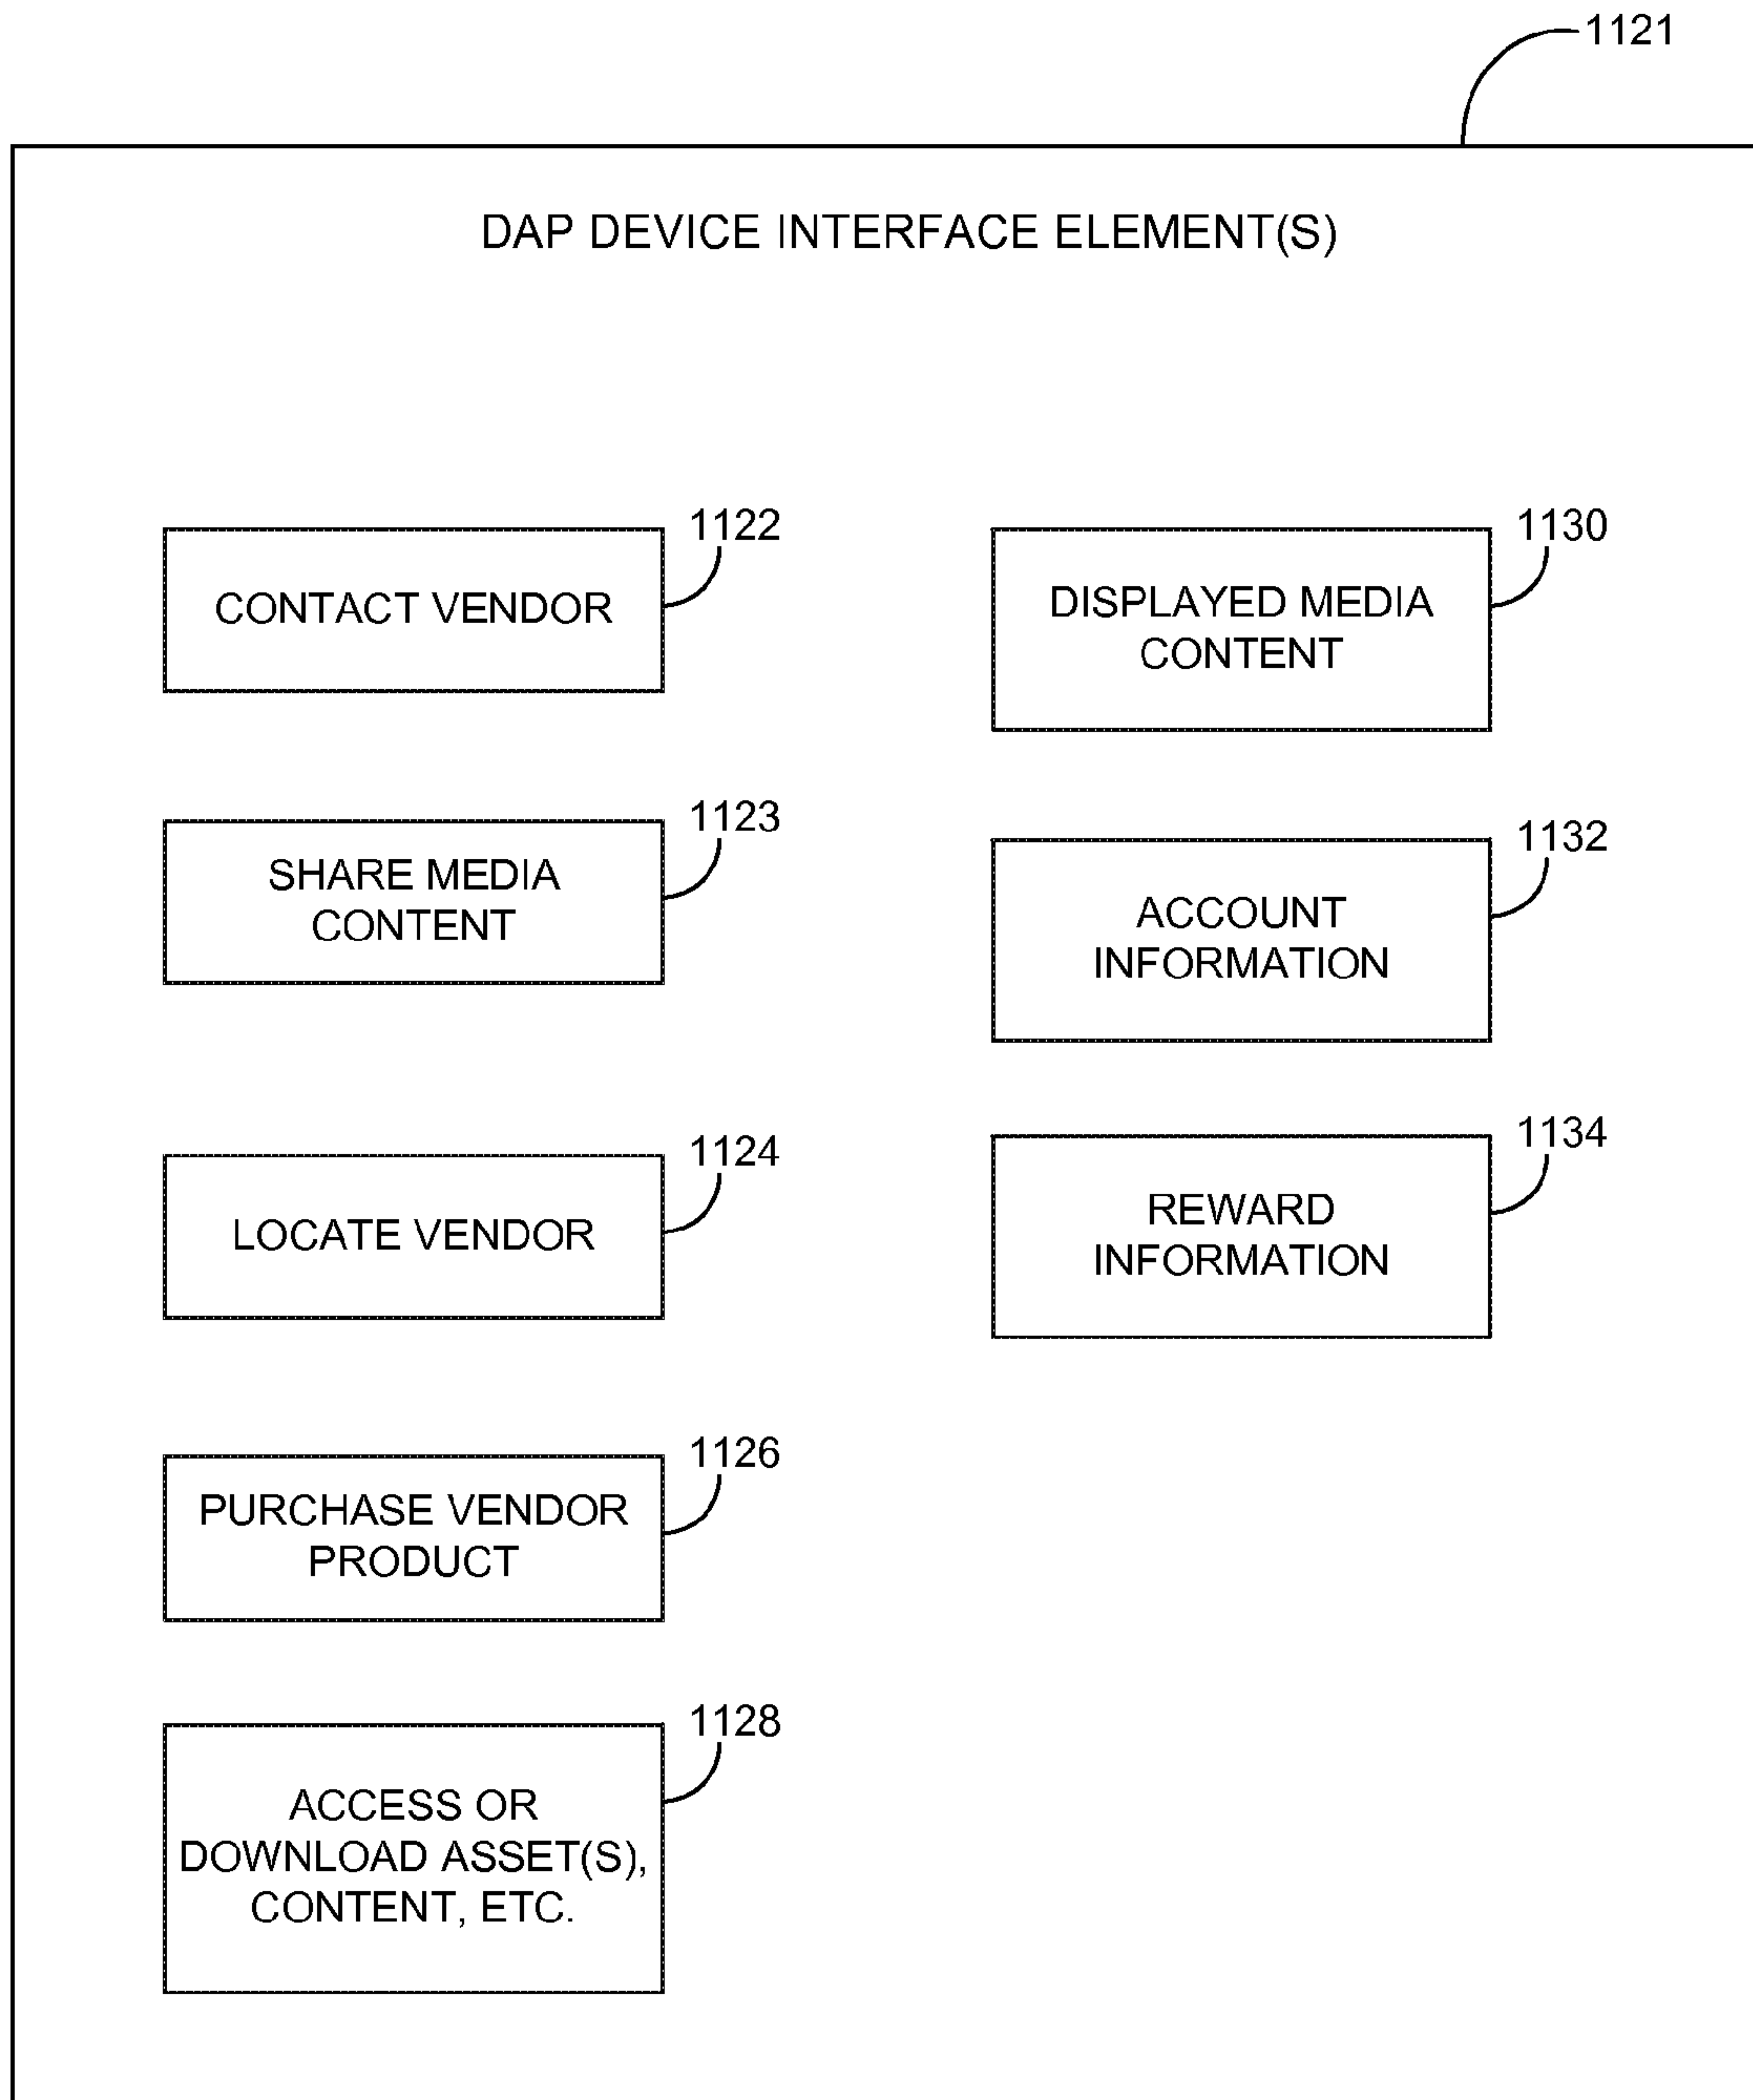 1121
DAP DEVICE INTERFACE ELEMENT(S)
1122
CONTACT VENDOR
1123
SHARE MEDIA
CONTENT
1124
LOCATE VENDOR
1126
PURCHASE VENDOR
PRODUCT
1128
ACCESS OR
DOWNLOAD ASSET(S),
CONTENT, ETC.
1130
DISPLAYED MEDIA
CONTENT
1132
ACCOUNT
INFORMATION
1134
REWARD
INFORMATION